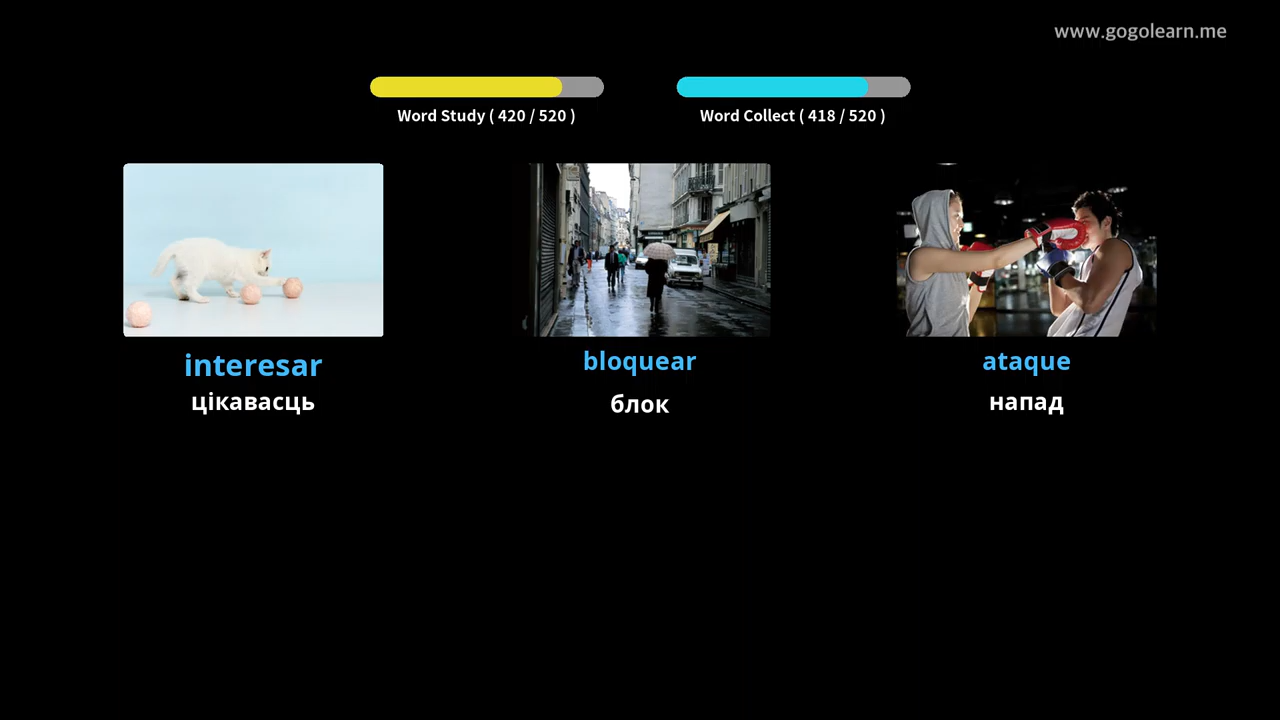 www.gogolearn.me
Word Study ( 420 / 520 )
Word Collect ( 418 / 520 )
interesar
цікавасць
bloquear
блок
ataque
напад